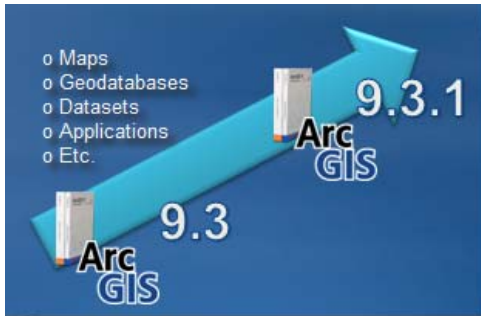 o Maps
o Geodatabases
o Datasets
o Applications
o Etc.
9.3.1
Arc
GIS
9.3
Arc
GIS